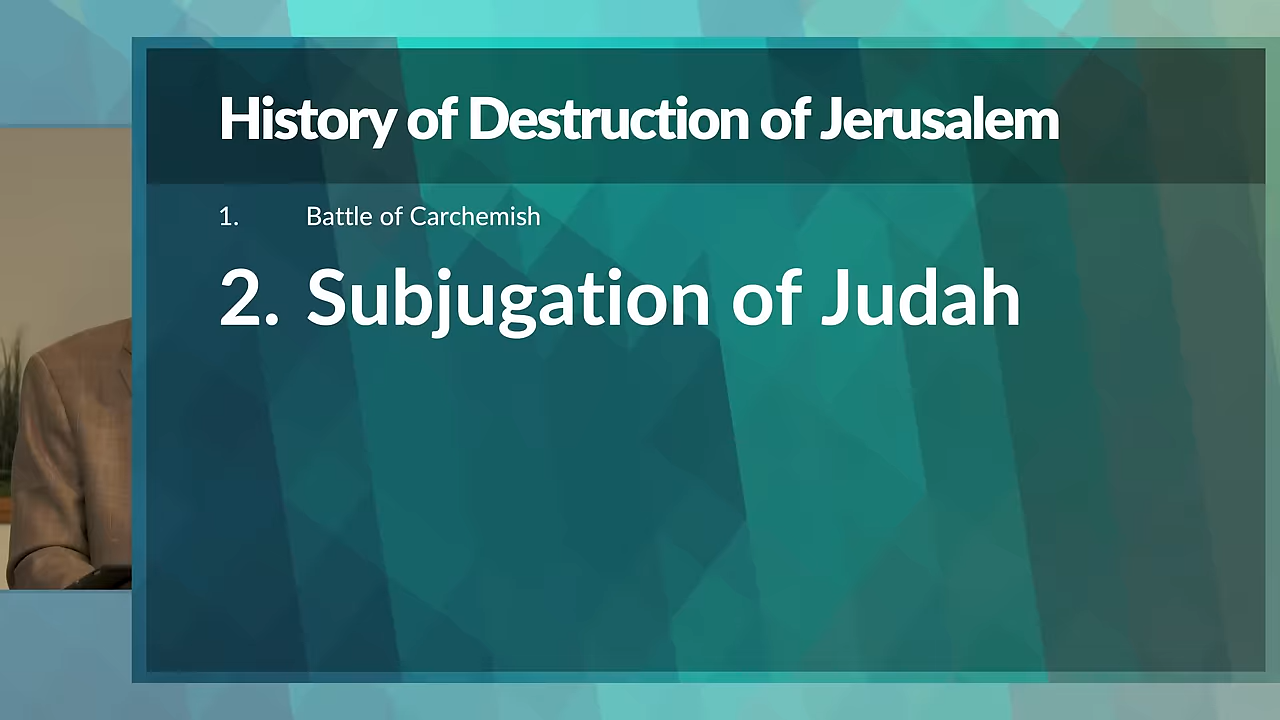 History of Destruction of Jerusalem
1. Battle of Carchemish
2. Subjugation of Judah